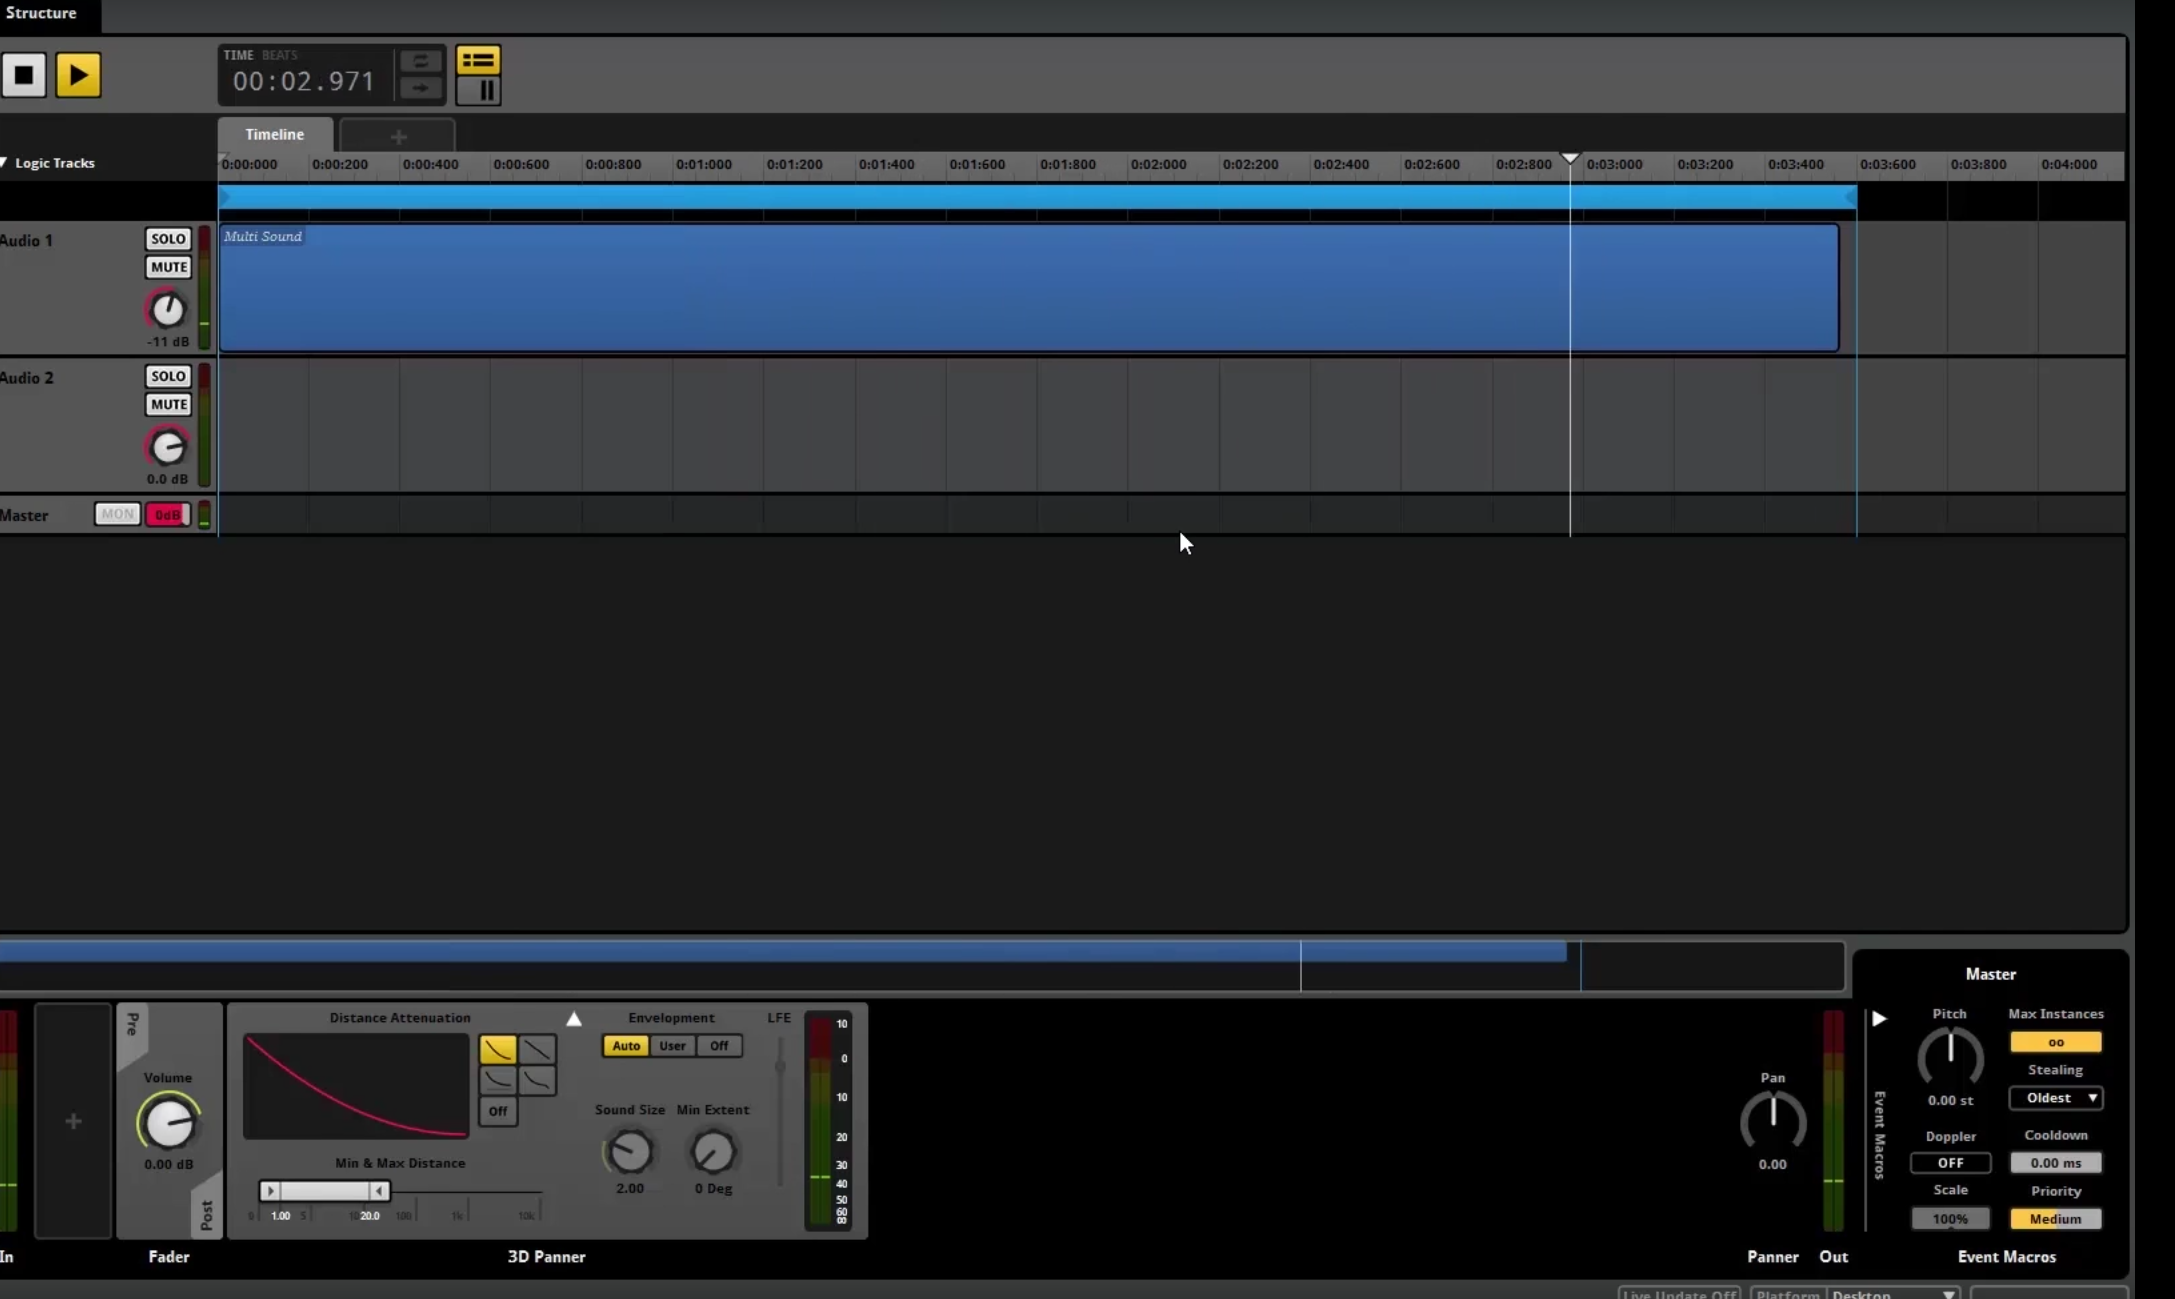 Structure
TIME BEATS
00:02.971
Timeline +
Logic Tracks
0:00:000 0:00:200 0:00:400 0:00:600 0:00:800 0:01:000 0:01:200 0:01:400 0:01:600 0:01:800 0:02:000 0:02:200 0:02:400 0:02:600 0:02:800 0:03:000 0:03:200 0:03:400 0:03:600 0:03:800 0:04:000
Audio 1 SOLO Multi Sound
MUTE
-11 dB
Audio 2 SOLO
MUTE
0.0 dB
Master MON 0dB
Master
Pre Distance Attenuation Envelopment LFE 10 Pitch Max Instances
Auto User Off 0 oo
Volume Pan Stealing
Off Sound Size Min Extent 10 0.00 st Oldest
20 Doppler Cooldown
0.00 dB Min & Max Distance 30 0.00 OFF 0.00 ms
2.00 0 Deg 40 Scale Priority
Post 0 1.00 5 10 20.0 100 1k 10k 50 60 100% Medium
Event Macros
In Fader 3D Panner Panner Out Event Macros
Live Update Off Platform Desktop